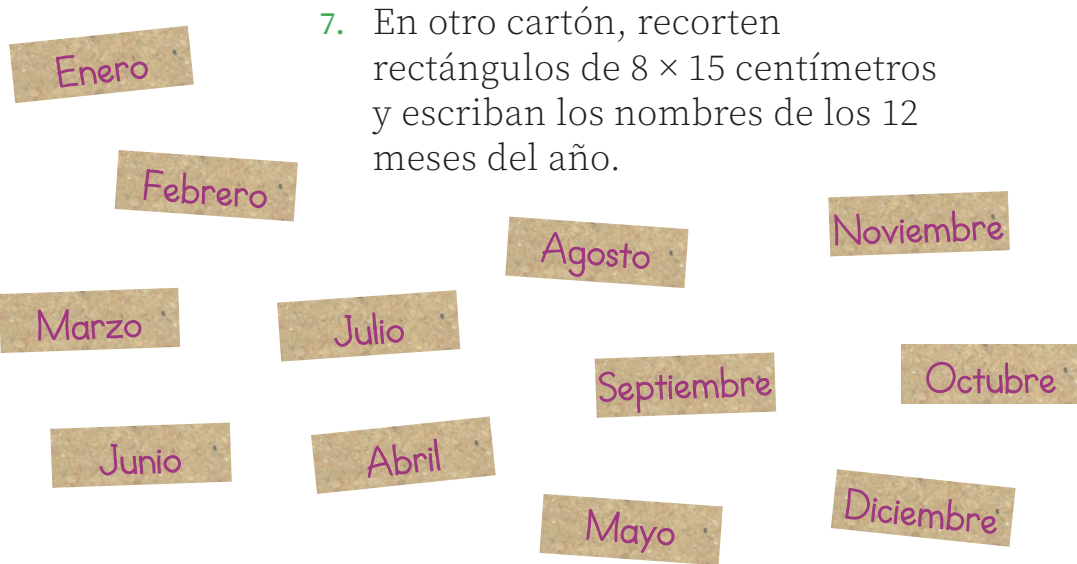 7. En otro cartón, recorten
rectángulos de 8 × 15 centímetros
y escriban los nombres de los 12
meses del año.
Enero
Febrero
Agosto
Noviembre
Marzo
Julio
Septiembre
Octubre
Junio
Abril
Mayo
Diciembre